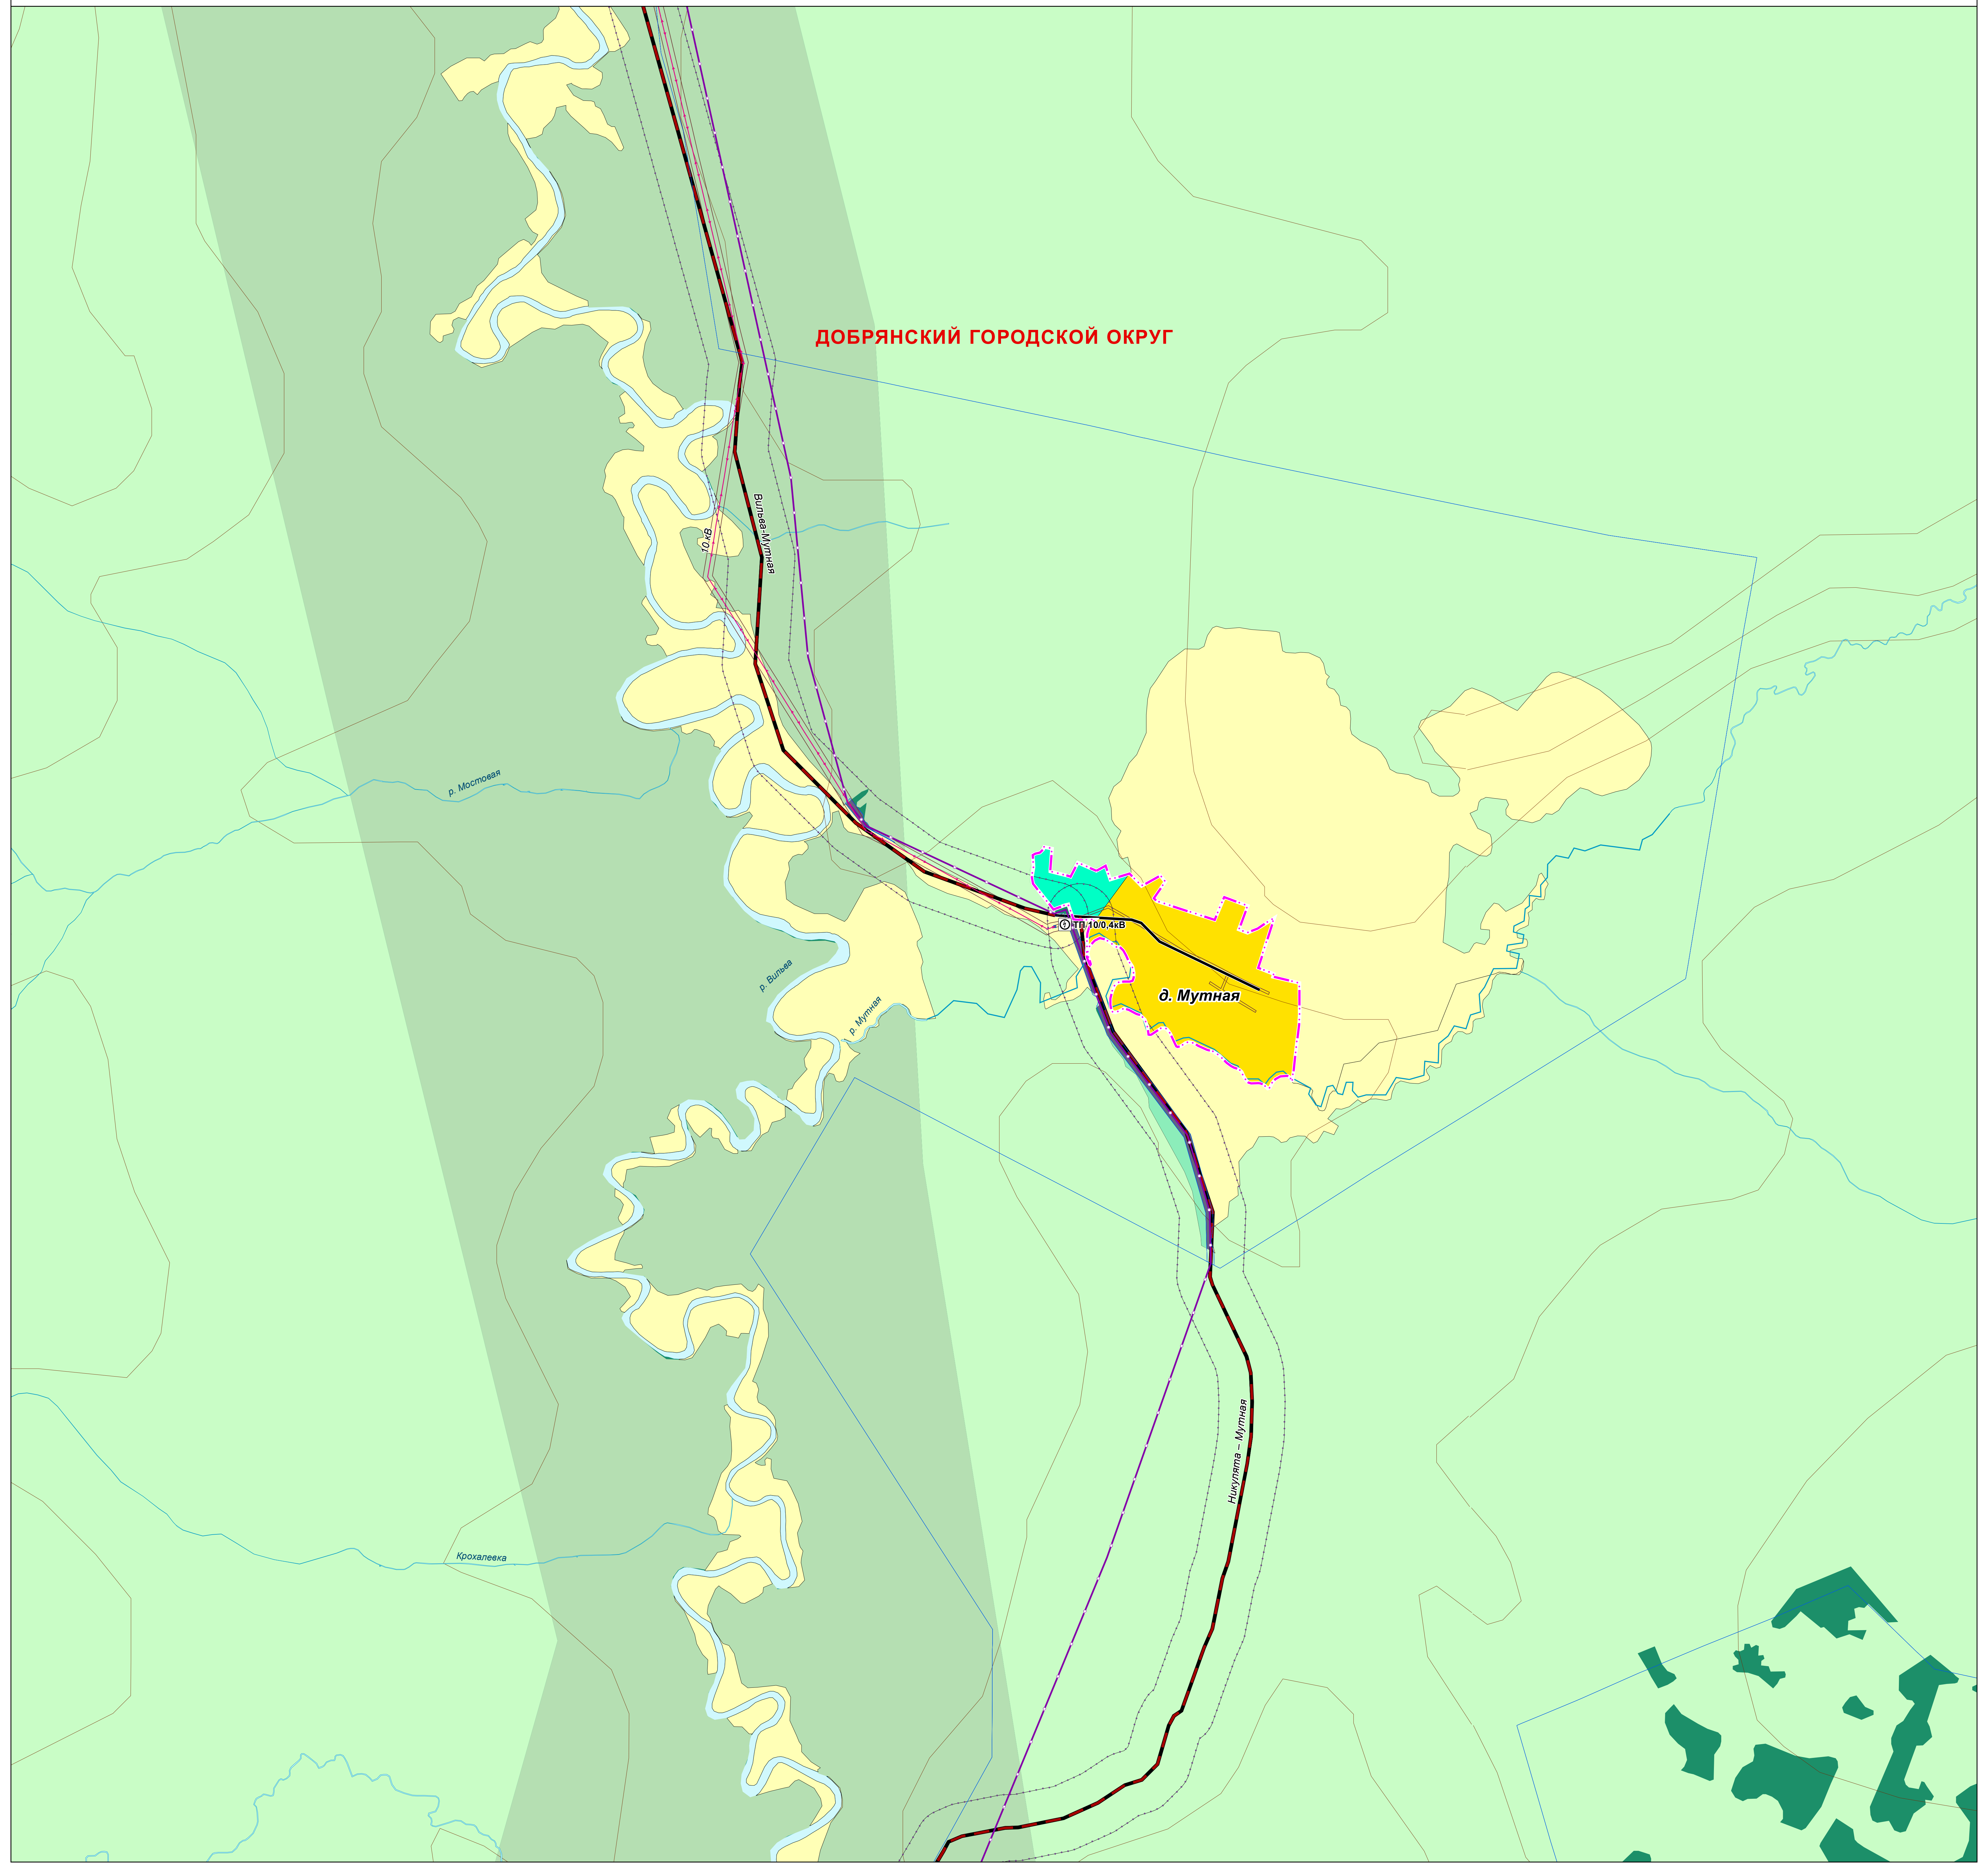 ДОБРЯНСКИЙ ГОРОДСКОЙ ОКРУГ
Вильва-Мутная
10 кВ
р. Мостовая
ТП 10/0,4кВ
р. Вильва
д. Мутная
р. Мутная
Никулята – Мутная
Крохалевка